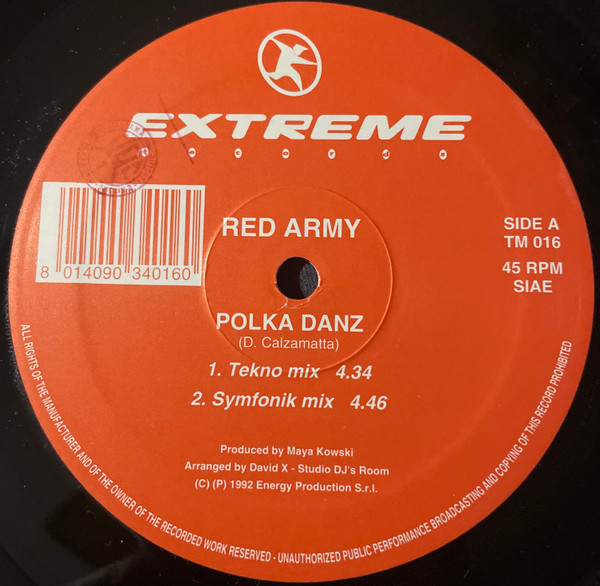 EXTREME
records
8 014090 340160
RED ARMY
SIDE A
TM 016
45 RPM
SIAE
POLKA DANZ
(D. Calzamatta)
1. Tekno mix 4.34
2. Symfonik mix 4.46
Produced by Maya Kowski
Arranged by David X - Studio DJ's Room
(C) (P) 1992 Energy Production S.r.l.
ALL RIGHTS OF THE MANUFACTURER AND OF THE OWNER OF THE RECORDED WORK RESERVED - UNAUTHORIZED PUBLIC PERFORMANCE BROADCASTING AND COPYING OF THIS RECORD PROHIBITED